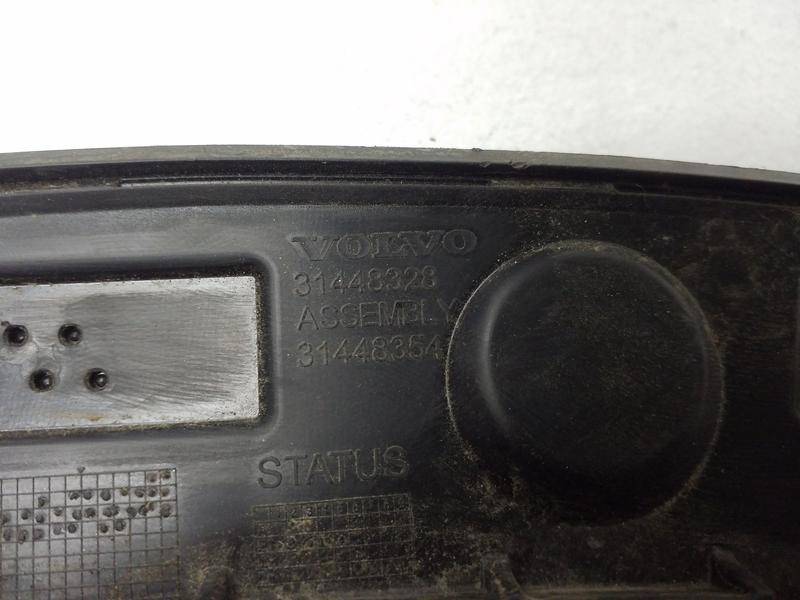 VOLVO
31448328
ASSEMBLY
31448354
STATUS